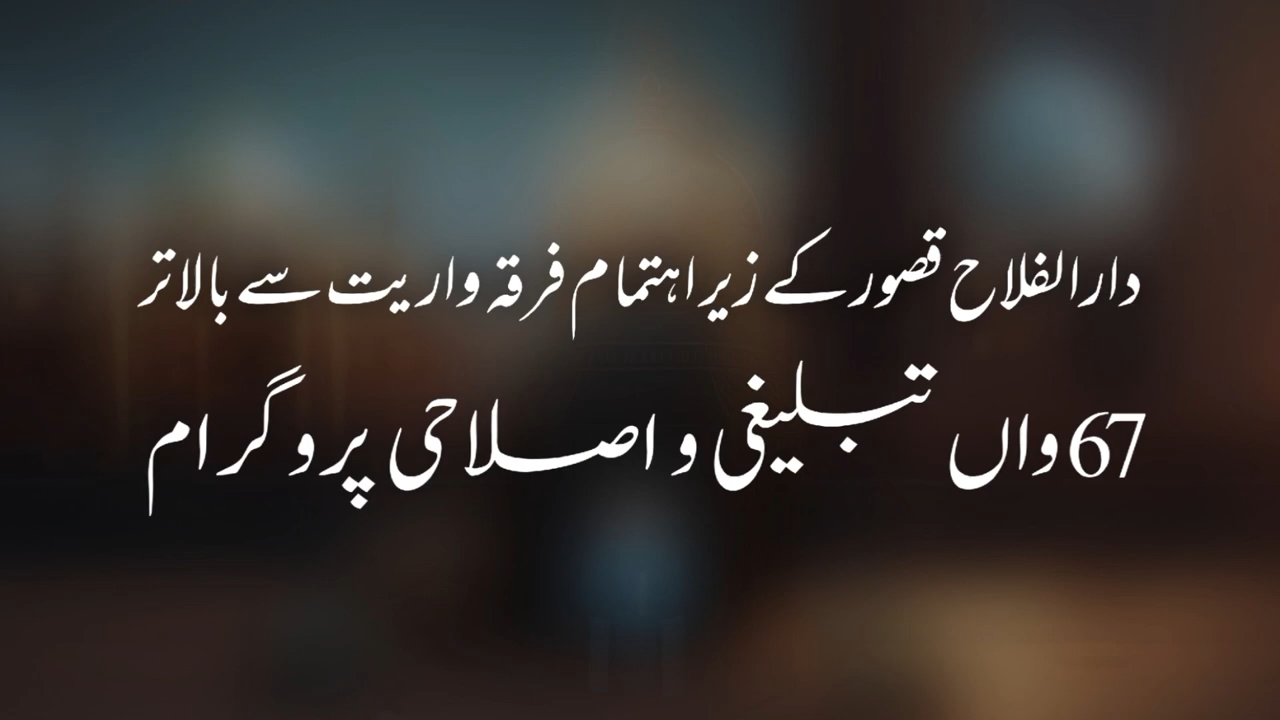 دارالفلاح قصور کے زیر اہتمام فرقہ واریت سے بالاتر
67 واں تبلیغی و اصلاحی پروگرام